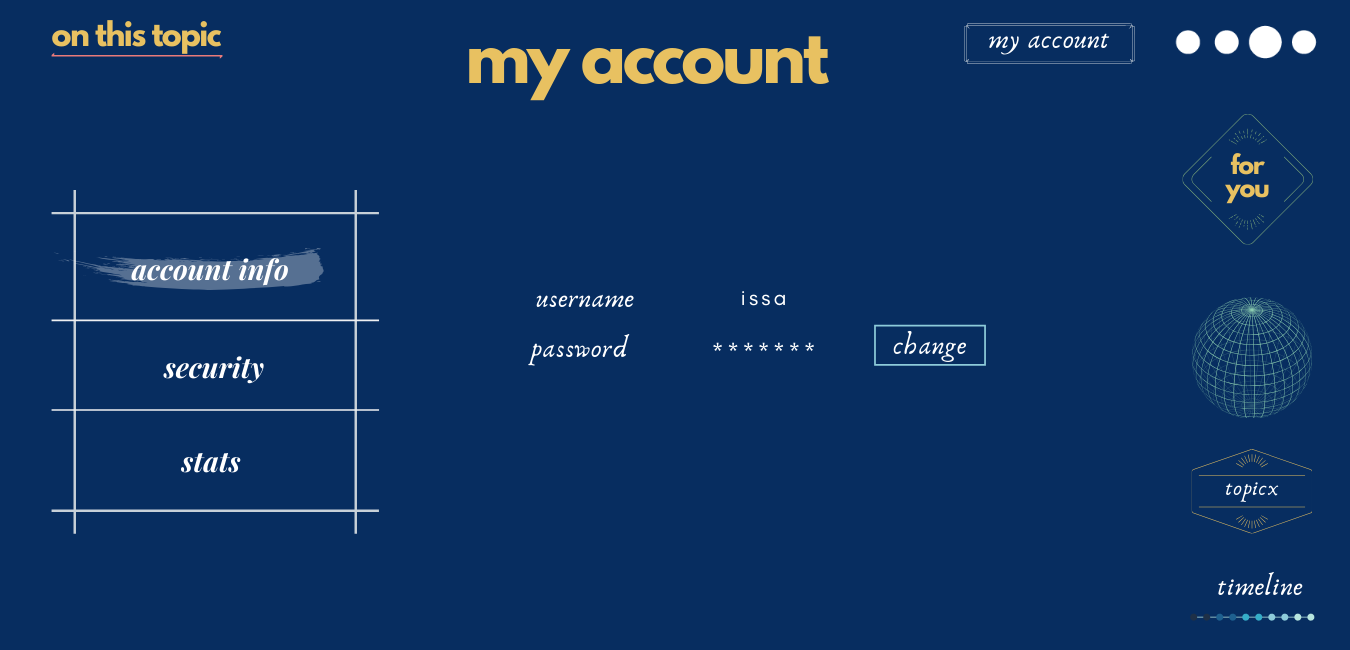 on this topic
my account
my account
for
you
account info
username issa
password ******* change
security
stats
topicx
timeline